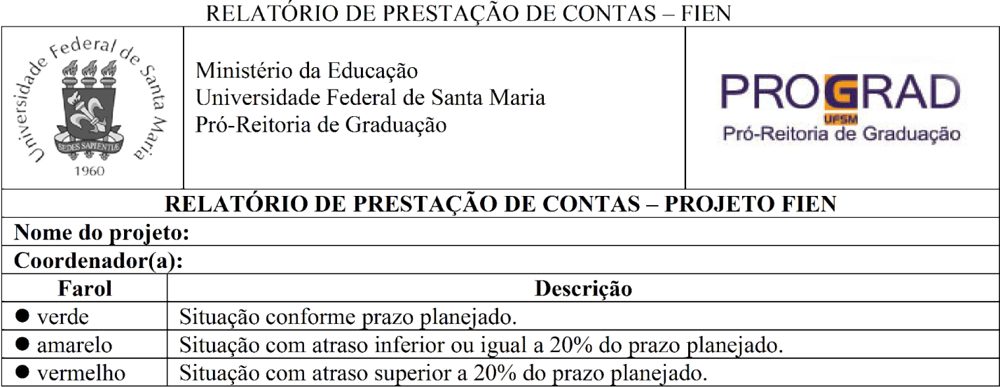 RELATÓRIO DE PRESTAÇÃO DE CONTAS – FIEN
Universidade Federal de Santa Maria
SEDES SAPIENTIÆ
1960
Ministério da Educação
Universidade Federal de Santa Maria
Pró-Reitoria de Graduação
PROGRAD
UFSM
Pró-Reitoria de Graduação
RELATÓRIO DE PRESTAÇÃO DE CONTAS – PROJETO FIEN
Nome do projeto:
Coordenador(a):
Farol Descrição
● verde Situação conforme prazo planejado.
● amarelo Situação com atraso inferior ou igual a 20% do prazo planejado.
● vermelho Situação com atraso superior a 20% do prazo planejado.